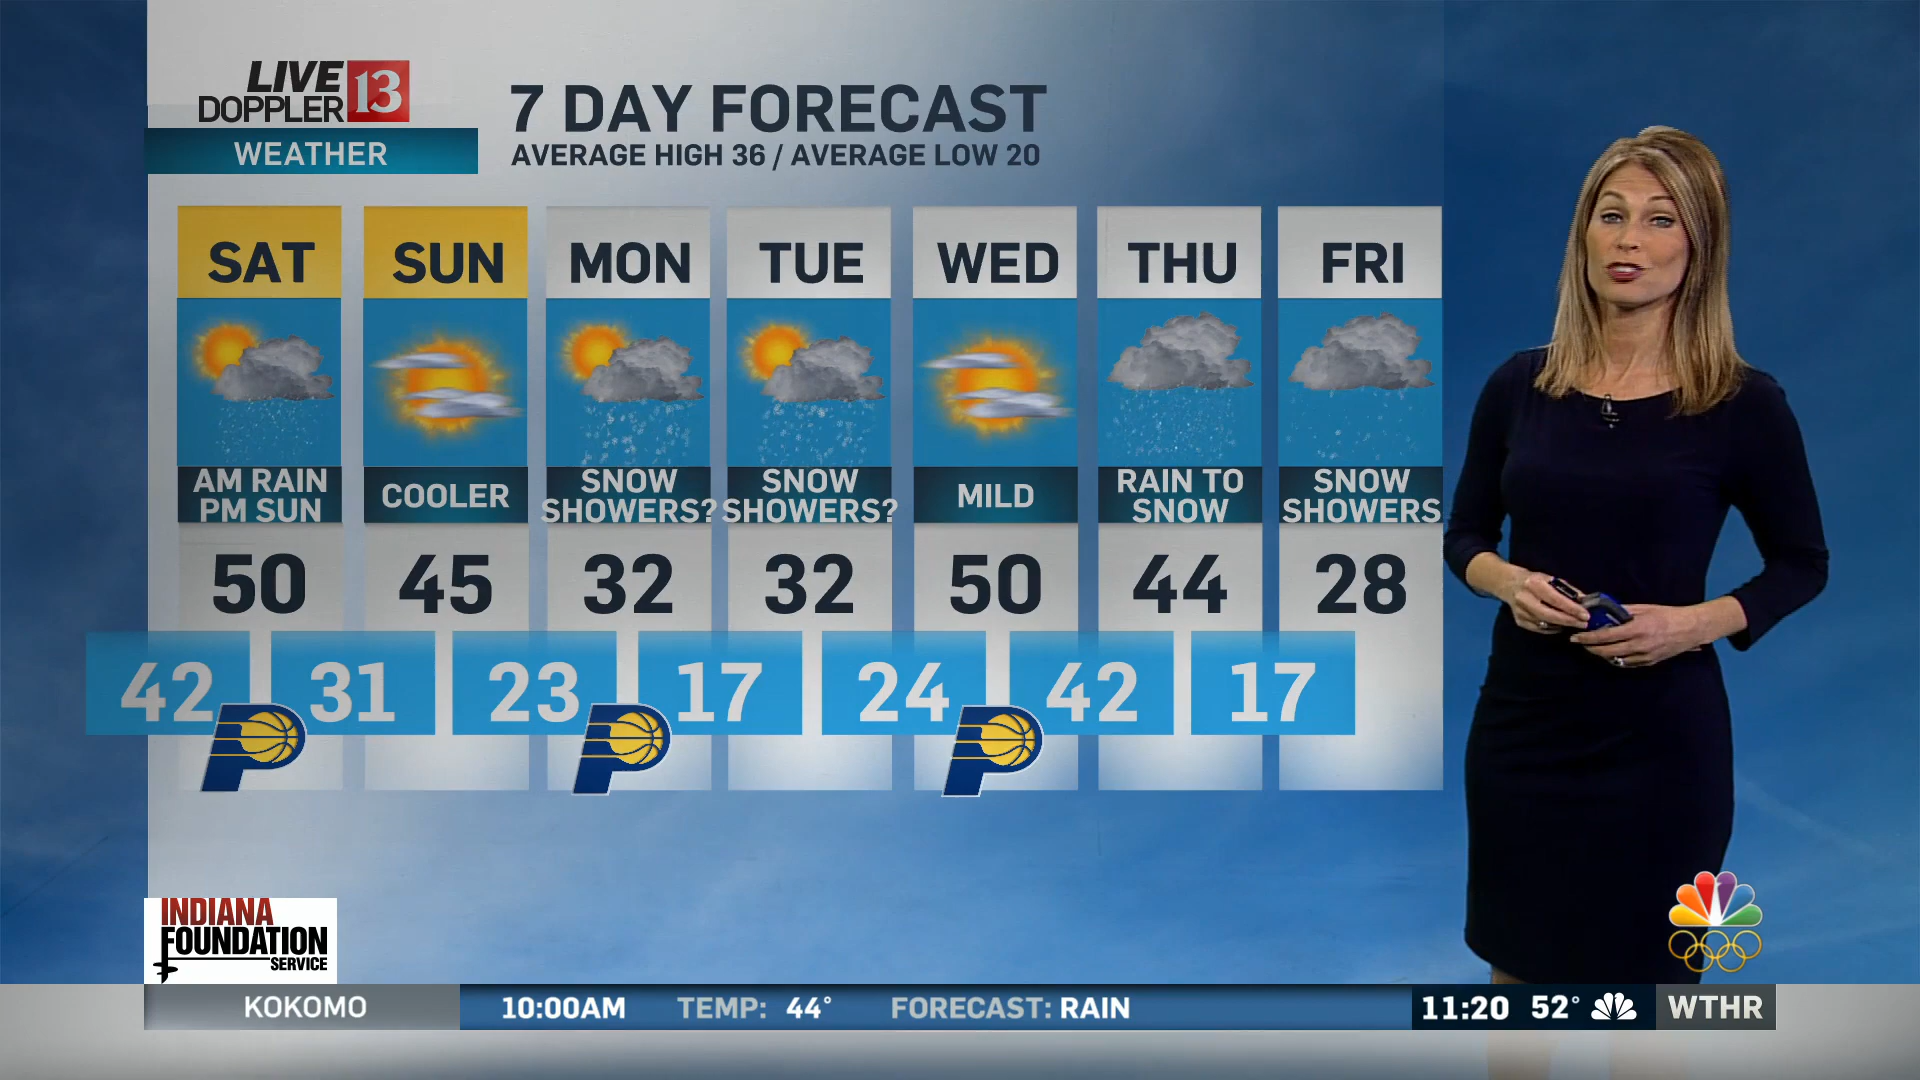 LIVE
DOPPLER 13
WEATHER
7 DAY FORECAST
AVERAGE HIGH 36 / AVERAGE LOW 20
SAT SUN MON TUE WED THU FRI
AM RAIN
PM SUN
COOLER
SNOW
SHOWERS?
SNOW
SHOWERS?
MILD
RAIN TO
SNOW
SNOW
SHOWERS
50 45 32 32 50 44 28
42 31 23 17 24 42 17
INDIANA
FOUNDATION
SERVICE
KOKOMO 10:00AM TEMP: 44° FORECAST: RAIN 11:20 52° WTHR